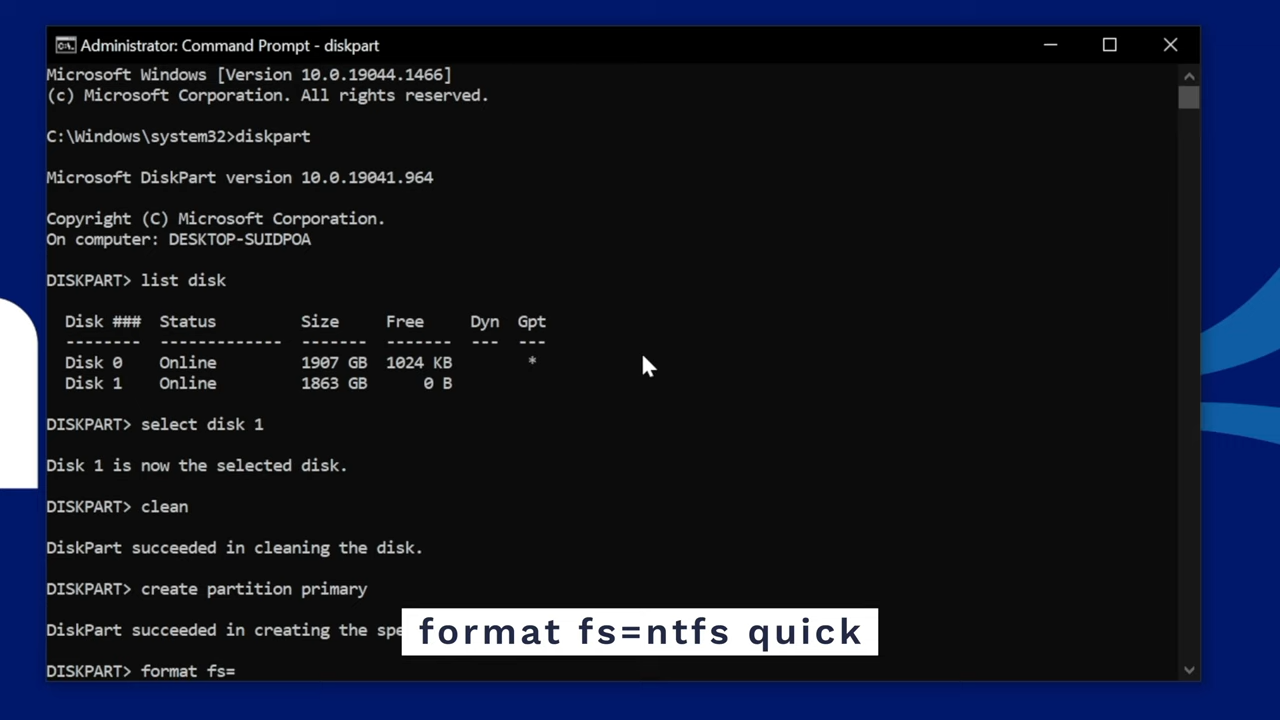 Administrator: Command Prompt - diskpart
Microsoft Windows [Version 10.0.19044.1466]
(c) Microsoft Corporation. All rights reserved.
C:\Windows\system32>diskpart
Microsoft DiskPart version 10.0.19041.964
Copyright (C) Microsoft Corporation.
On computer: DESKTOP-SUIDPOA
DISKPART> list disk
Disk ### Status Size Free Dyn Gpt
-------- ------------- ------- ------- --- ---
Disk 0 Online 1907 GB 1024 KB *
Disk 1 Online 1863 GB 0 B
DISKPART> select disk 1
Disk 1 is now the selected disk.
DISKPART> clean
DiskPart succeeded in cleaning the disk.
DISKPART> create partition primary
DiskPart succeeded in creating the
format fs=ntfs quick
DISKPART> format fs=